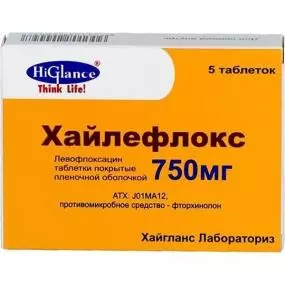 HiGlance®
Think Life!
5 таблеток
Хайлефлокс
Левофлоксацин
таблетки покрытые
пленочной оболочкой
750мг
АТХ: J01MA12,
противомикробное средство - фторхинолон
Хайгланс Лабораториз